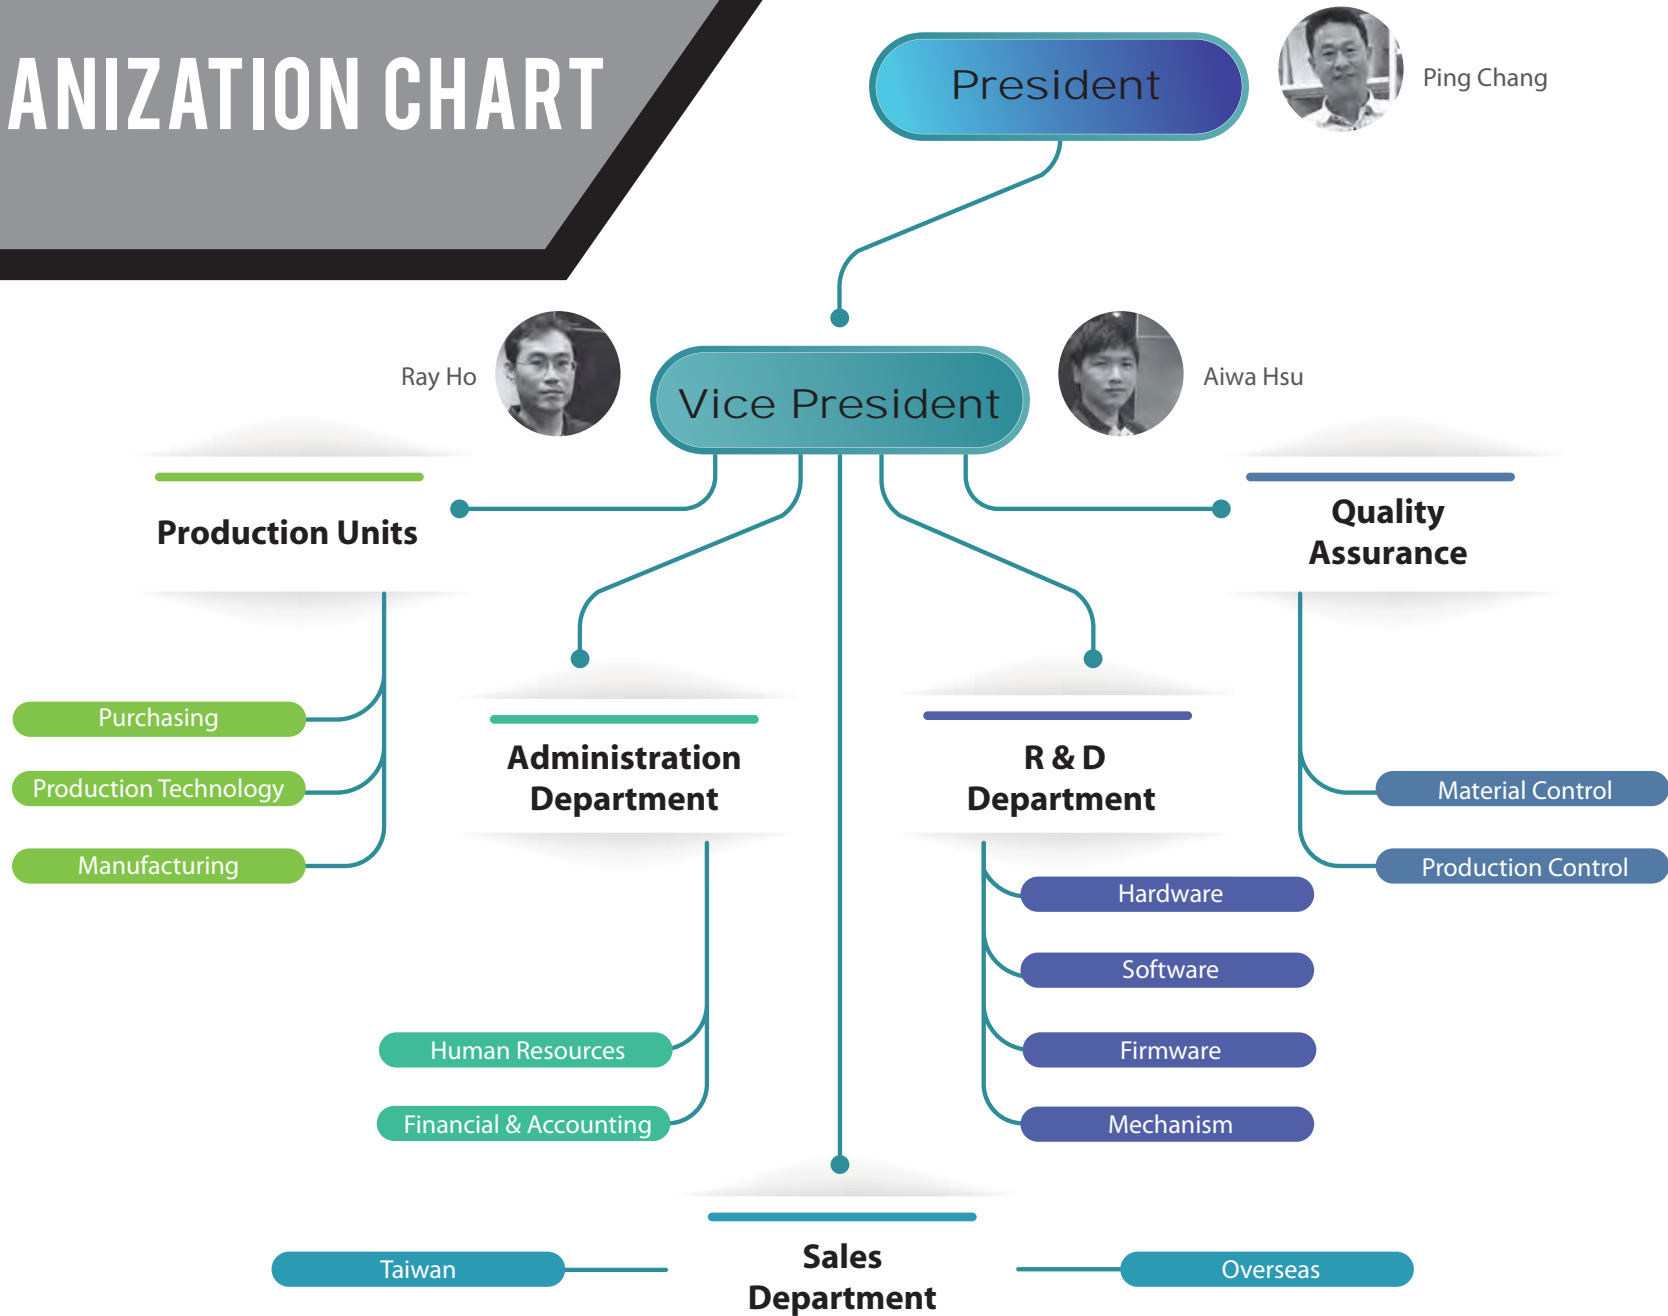 ANIZATION CHART
President
Ping Chang
Ray Ho
Vice President
Aiwa Hsu
Production Units
Quality
Assurance
Purchasing
Production Technology
Manufacturing
Administration
Department
R & D
Department
Material Control
Production Control
Hardware
Software
Firmware
Mechanism
Human Resources
Financial & Accounting
Sales
Department
Taiwan
Overseas